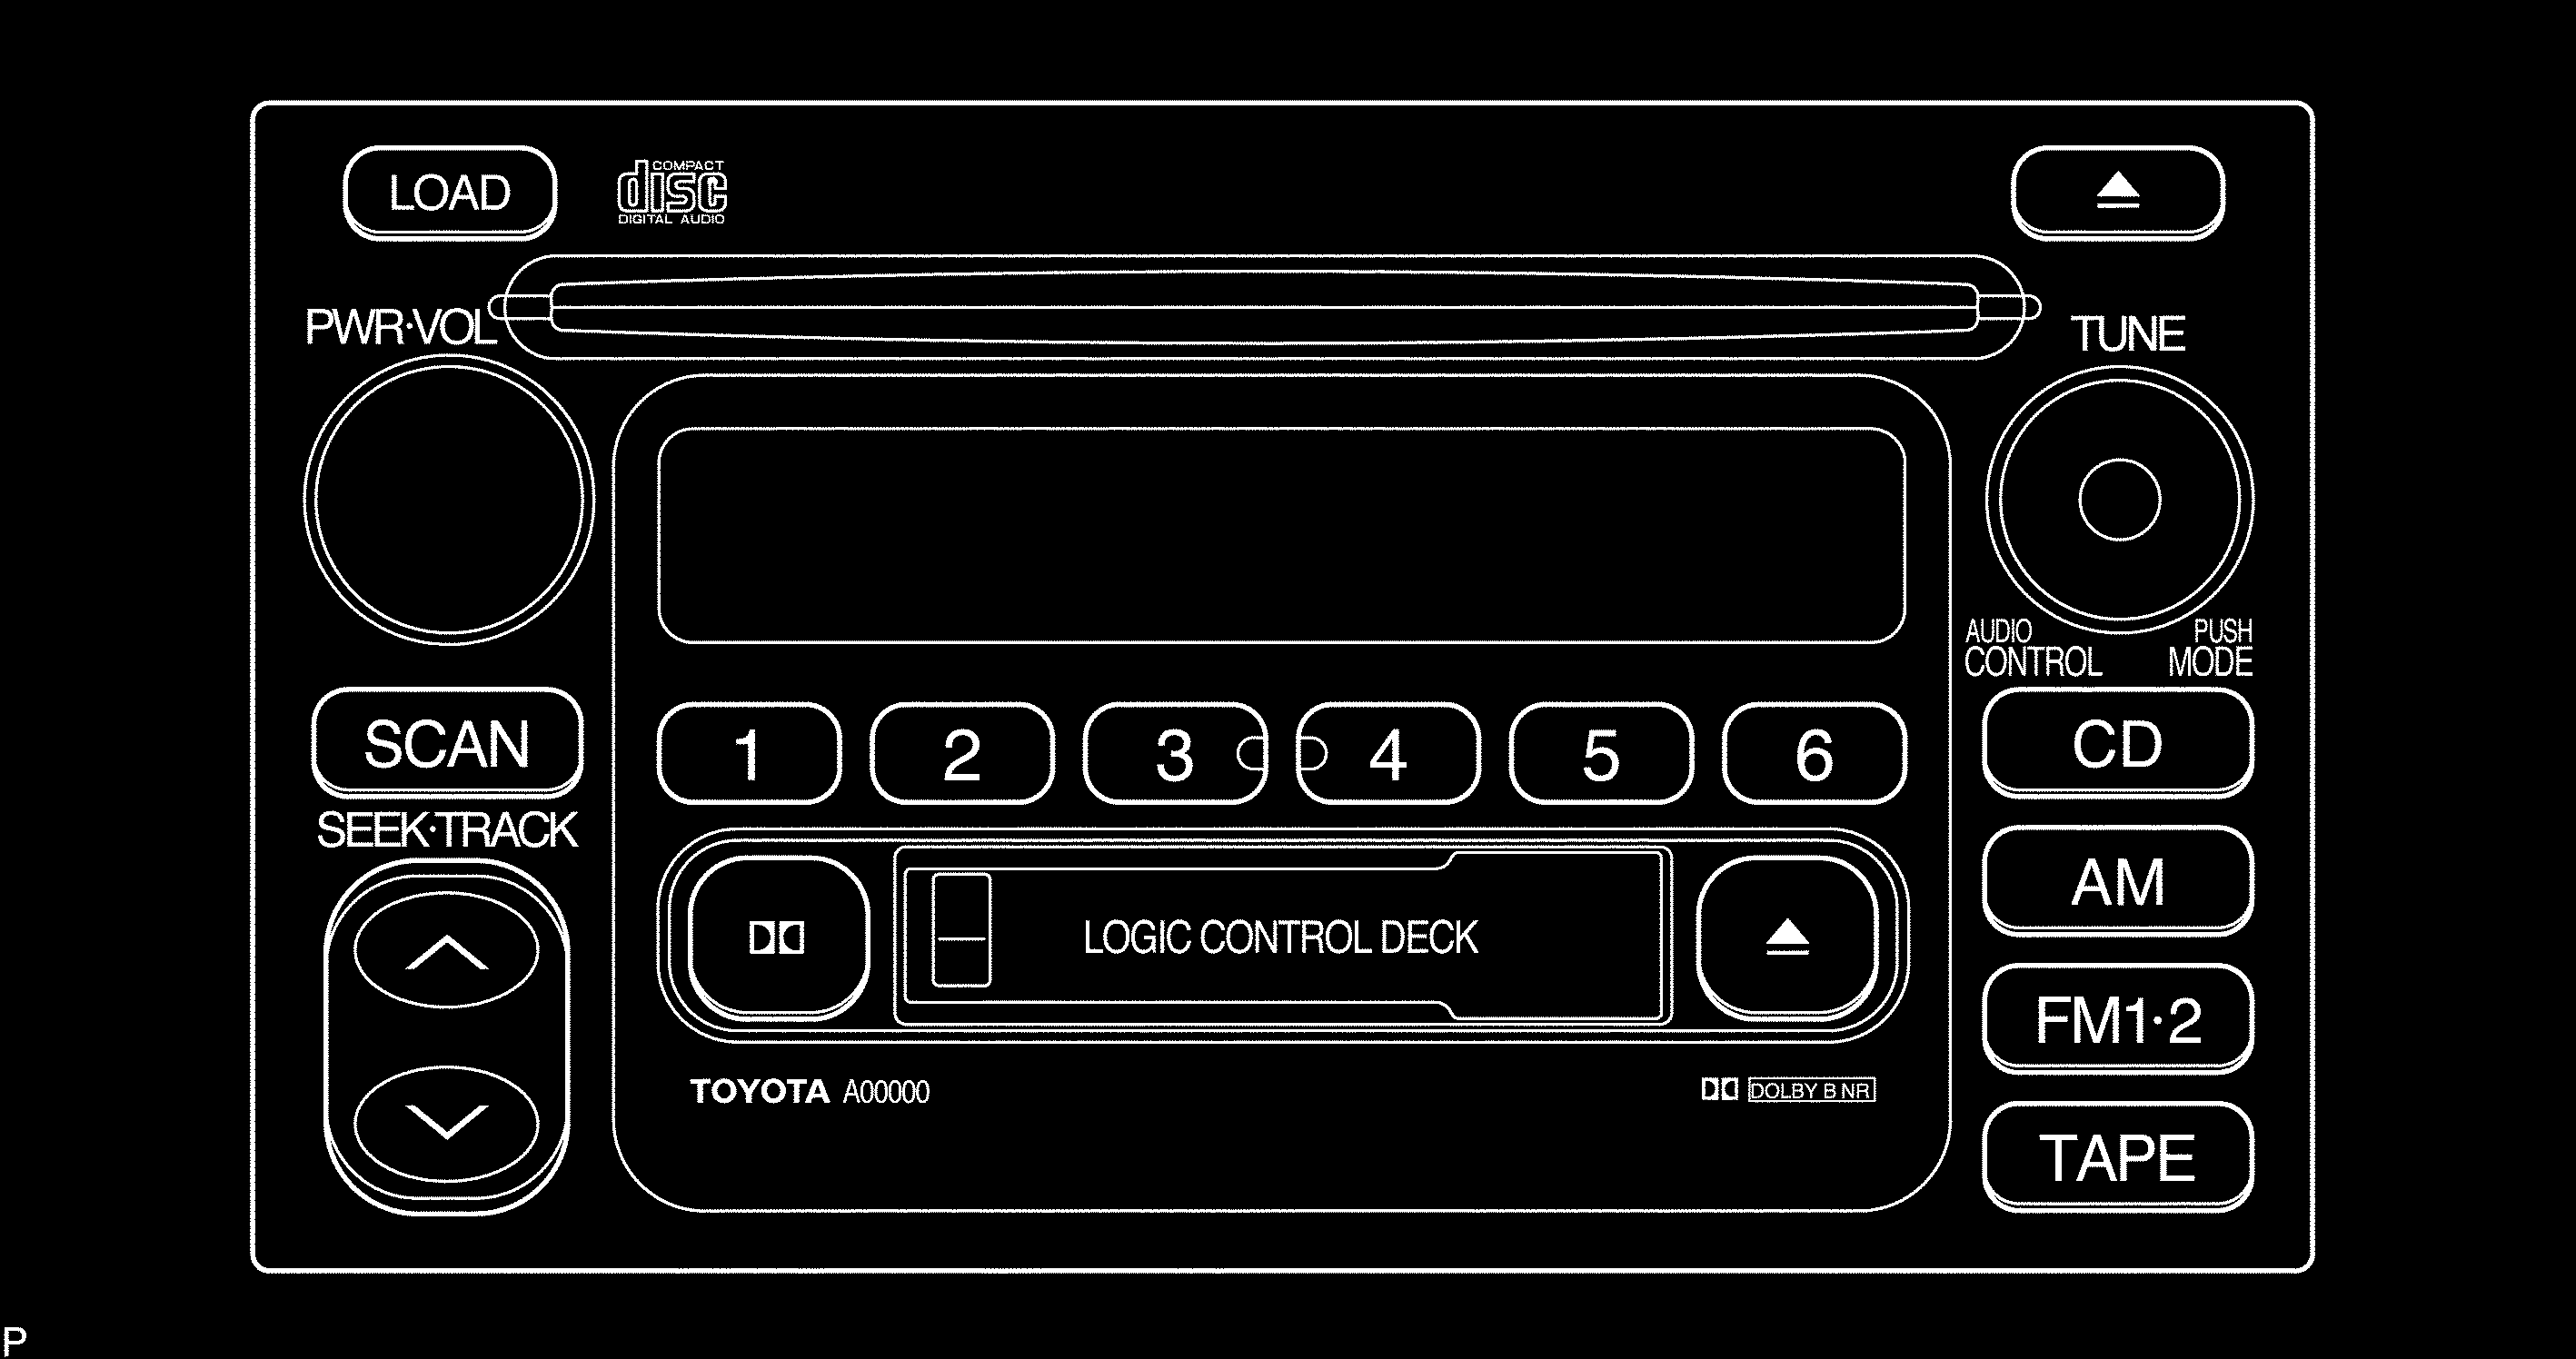 LOAD
COMPACT
disc
DIGITAL AUDIO
PWR·VOL
TUNE
AUDIO
CONTROL
PUSH
MODE
SCAN
1 2 3 4 5 6
CD
SEEK·TRACK
AM
LOGIC CONTROL DECK
FM1·2
TOYOTA A00000
DOLBY B NR
TAPE
P